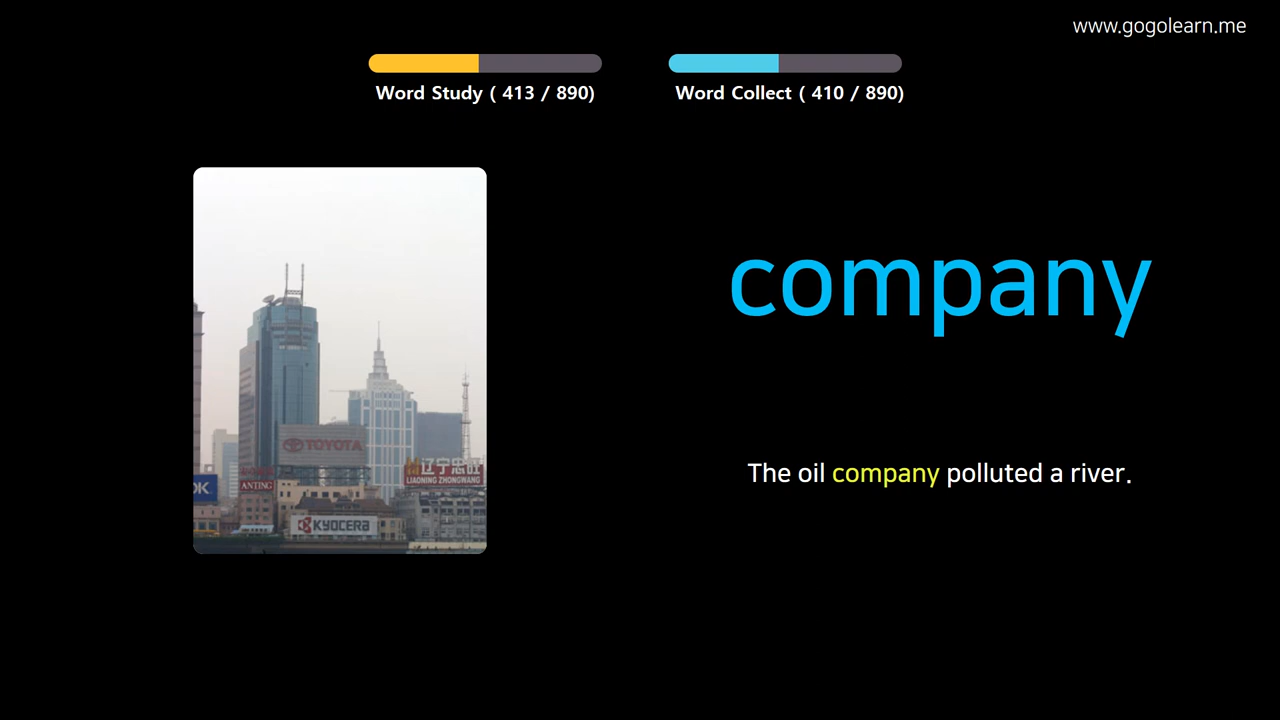 www.gogolearn.me
Word Study ( 413 / 890)
Word Collect ( 410 / 890)
company
The oil company polluted a river.
TOYOTA
辽宁忠旺
LIAONING ZHONGWANG
OK
ANTING
KYOCERA